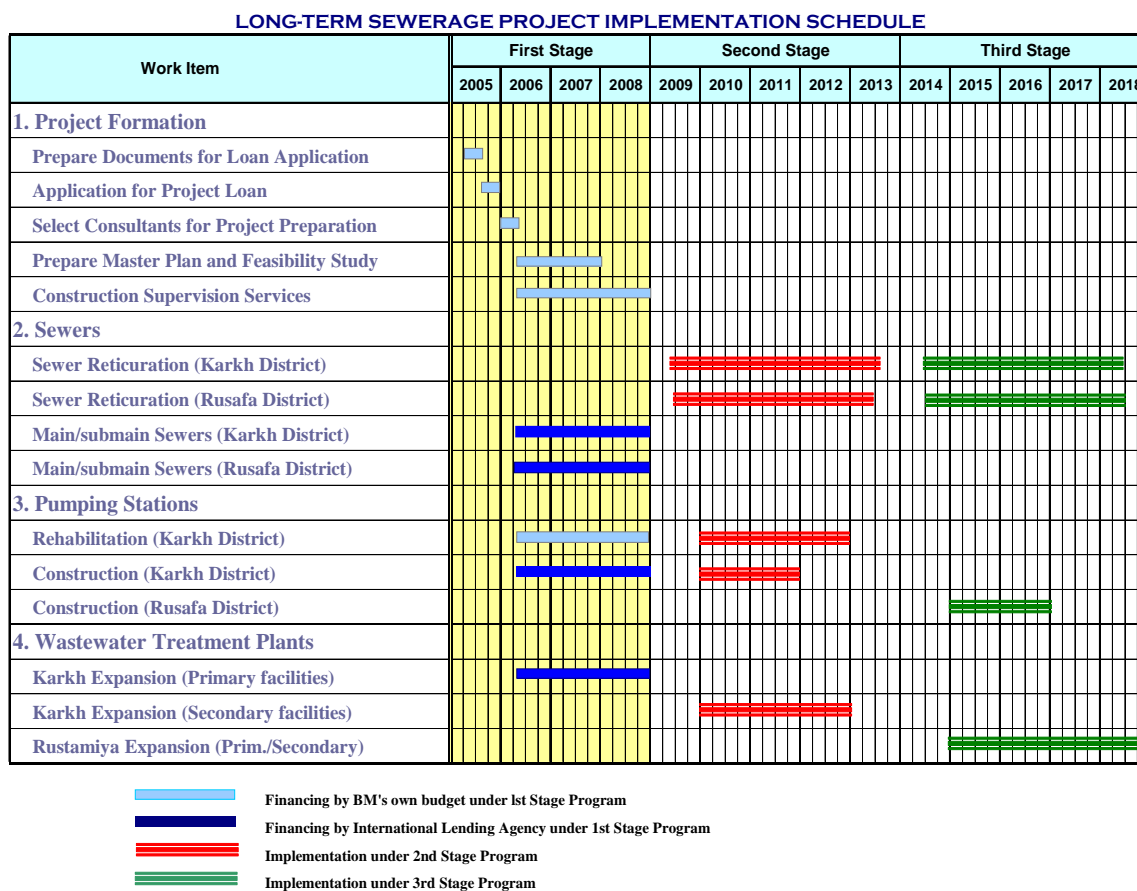 LONG-TERM SEWERAGE PROJECT IMPLEMENTATION SCHEDULE
Work Item First Stage Second Stage Third Stage
2005 2006 2007 2008 2009 2010 2011 2012 2013 2014 2015 2016 2017 2018
1. Project Formation
Prepare Documents for Loan Application
Application for Project Loan
Select Consultants for Project Preparation
Prepare Master Plan and Feasibility Study
Construction Supervision Services
2. Sewers
Sewer Reticuration (Karkh District)
Sewer Reticuration (Rusafa District)
Main/submain Sewers (Karkh District)
Main/submain Sewers (Rusafa District)
3. Pumping Stations
Rehabilitation (Karkh District)
Construction (Karkh District)
Construction (Rusafa District)
4. Wastewater Treatment Plants
Karkh Expansion (Primary facilities)
Karkh Expansion (Secondary facilities)
Rustamiya Expansion (Prim./Secondary)
Financing by BM's own budget under lst Stage Program
Financing by International Lending Agency under 1st Stage Program
Implementation under 2nd Stage Program
Implementation under 3rd Stage Program